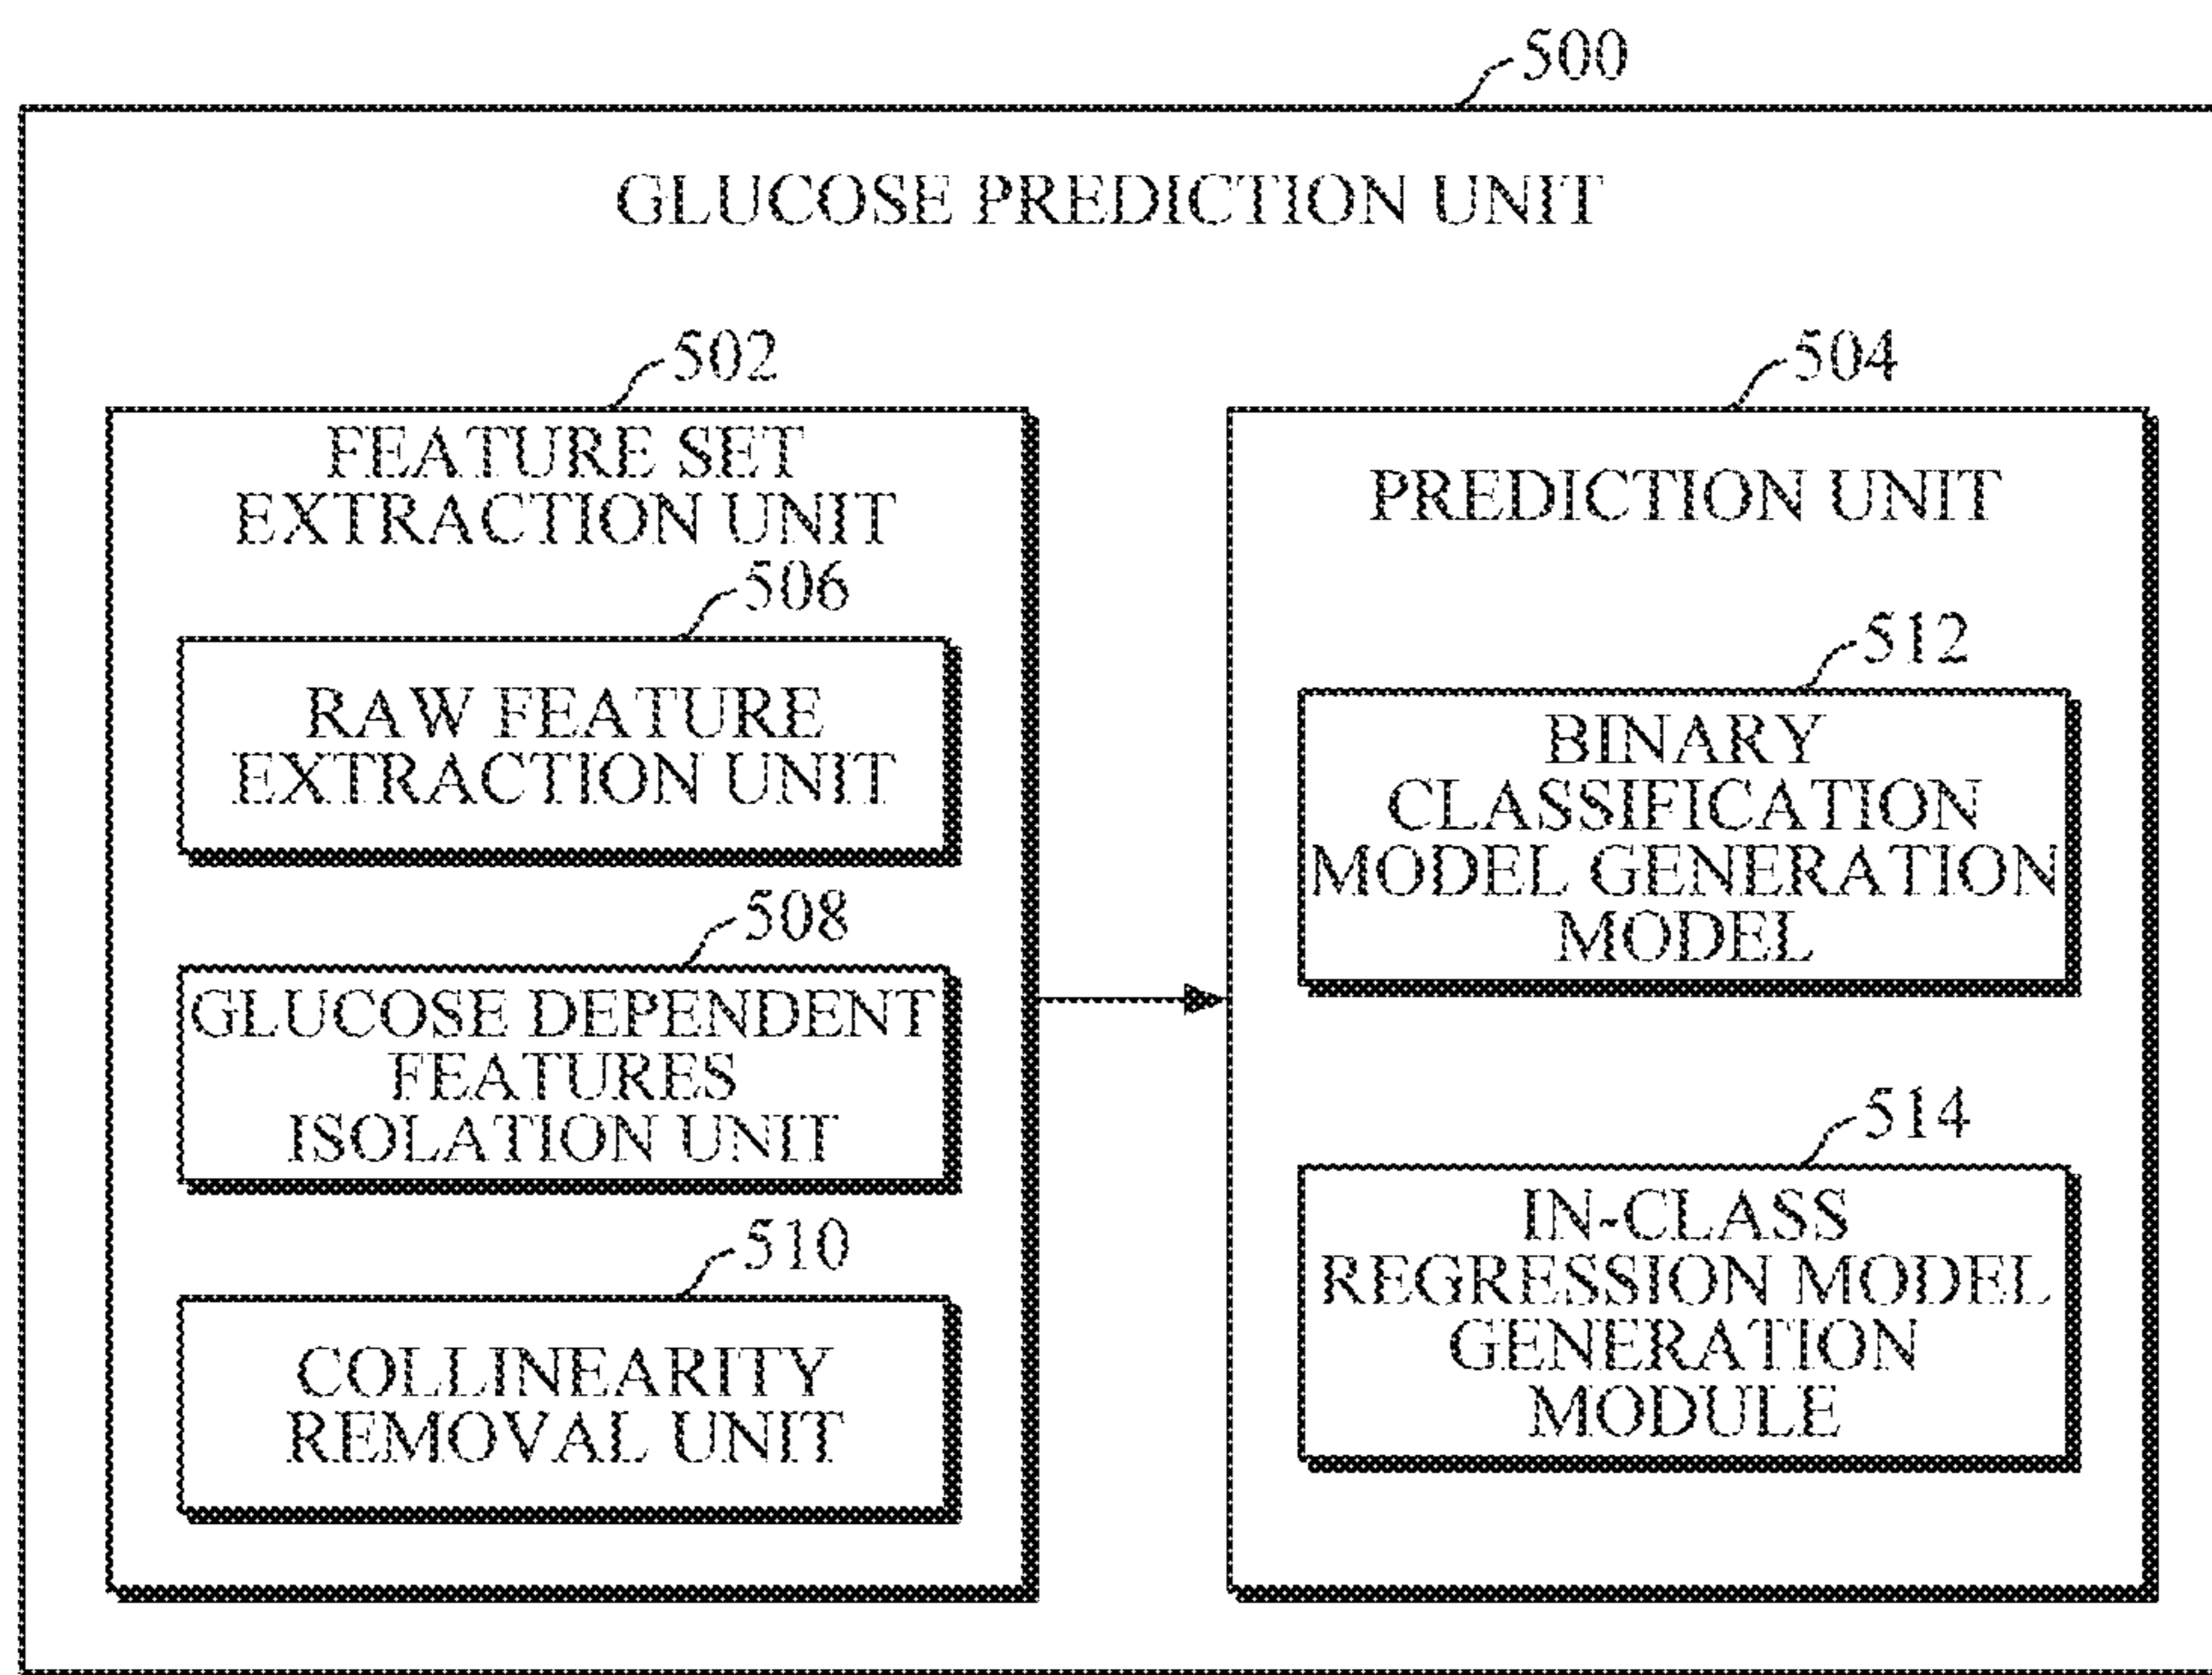 500
GLUCOSE PREDICTION UNIT
502
FEATURE SET
EXTRACTION UNIT
506
RAW FEATURE
EXTRACTION UNIT
508
GLUCOSE DEPENDENT
FEATURES
ISOLATION UNIT
510
COLLINEARITY
REMOVAL UNIT
504
PREDICTION UNIT
512
BINARY
CLASSIFICATION
MODEL GENERATION
MODEL
514
IN-CLASS
REGRESSION MODEL
GENERATION
MODULE